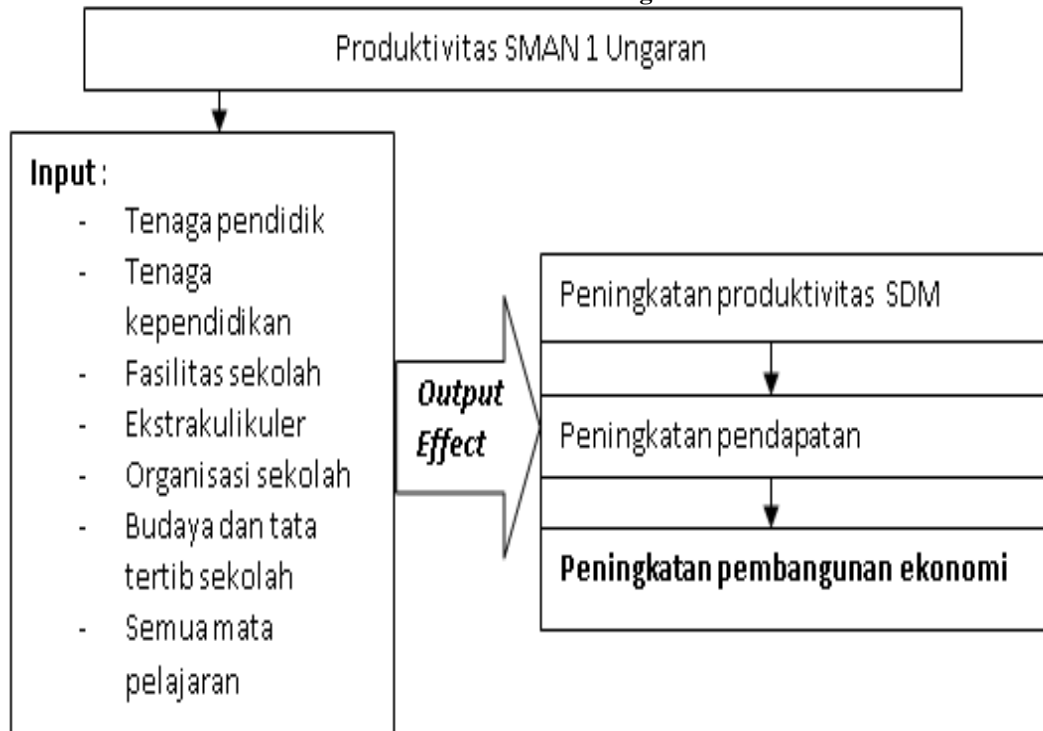 Produktivitas SMAN 1 Ungaran
Input :
- Tenaga pendidik
- Tenaga
kependidikan
- Fasilitas sekolah
- Ekstrakulikuler
- Organisasi sekolah
- Budaya dan tata
tertib sekolah
- Semua mata
pelajaran
Output
Effect
Peningkatan produktivitas SDM
Peningkatan pendapatan
Peningkatan pembangunan ekonomi